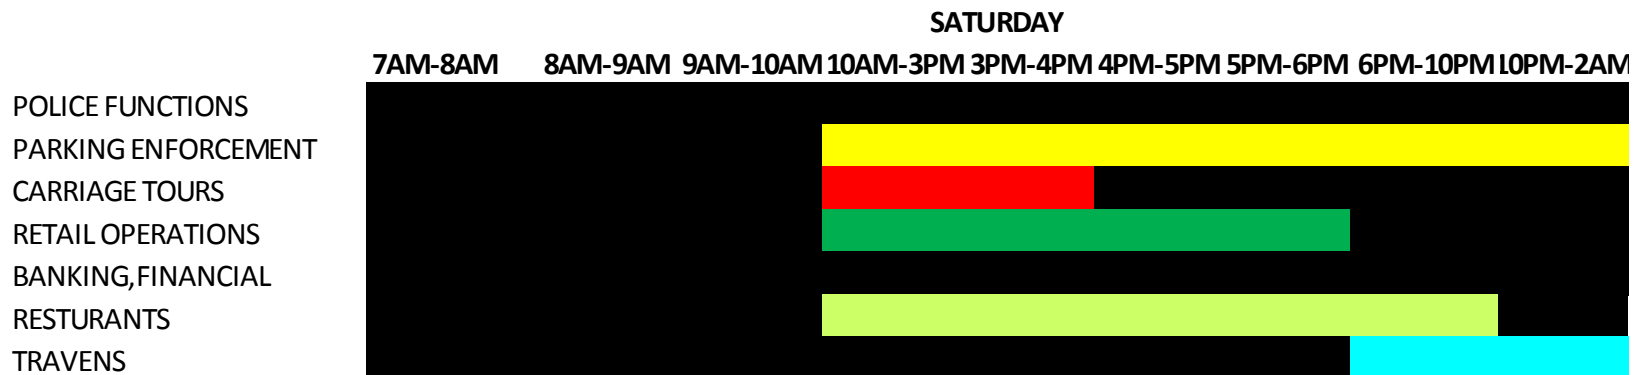 SATURDAY
7AM-8AM 8AM-9AM 9AM-10AM 10AM-3PM 3PM-4PM 4PM-5PM 5PM-6PM 6PM-10PM 10PM-2AM
POLICE FUNCTIONS
PARKING ENFORCEMENT
CARRIAGE TOURS
RETAIL OPERATIONS
BANKING,FINANCIAL
RESTURANTS
TRAVENS